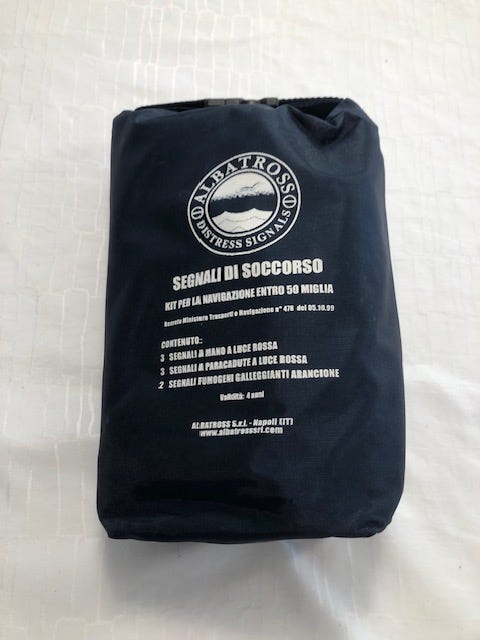 ALBATROSS
DISTRESS SIGNALS
SEGNALI DI SOCCORSO
KIT PER LA NAVIGAZIONE ENTRO 50 MIGLIA
Decreto Ministero Trasporti e Navigazione n° 478 del 05.10.99
CONTENUTO:
3 SEGNALI A MANO A LUCE ROSSA
3 SEGNALI A PARACADUTE A LUCE ROSSA
2 SEGNALI FUMOGENI GALLEGGIANTI ARANCIONE
Validità: 4 anni
ALBATROSS S.r.l. - Napoli (IT)
www.albatrosssrl.com